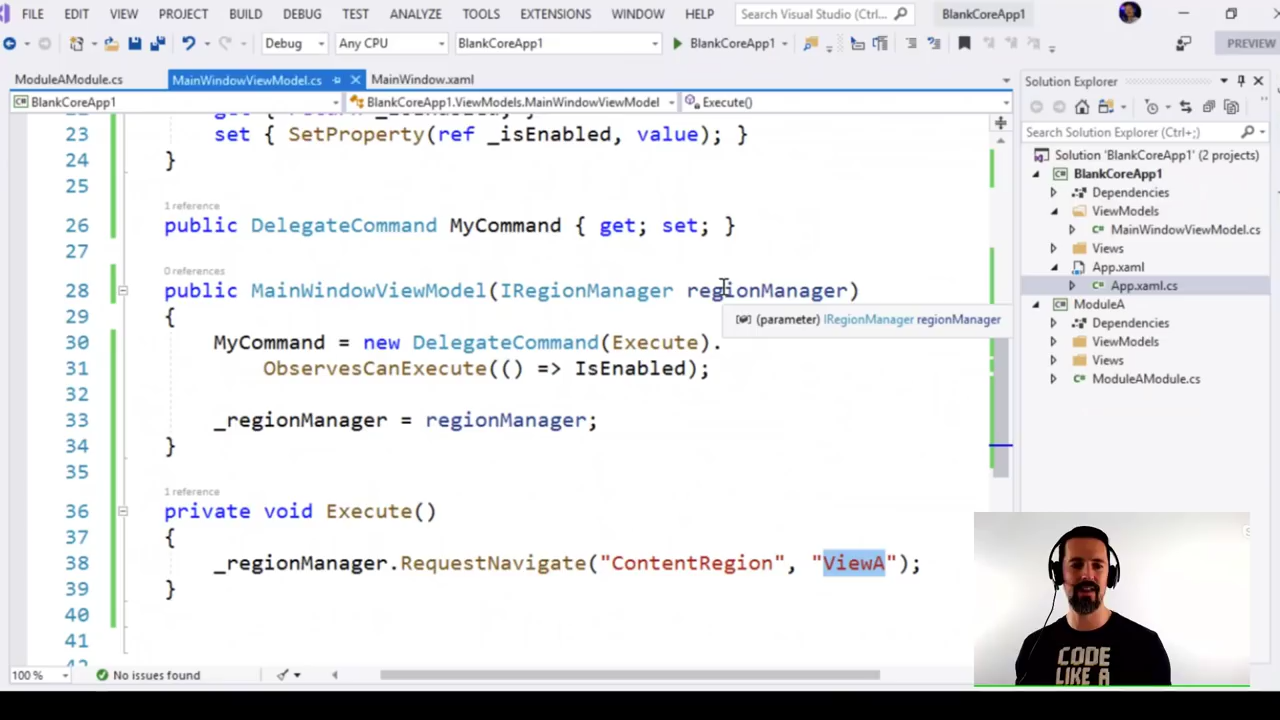 FILE EDIT VIEW PROJECT BUILD DEBUG TEST ANALYZE TOOLS EXTENSIONS WINDOW HELP Search Visual Studio (Ctrl+;) BlankCoreApp1
Debug Any CPU BlankCoreApp1 BlankCoreApp1 PREVIEW
ModuleAModule.cs MainWindowViewModel.cs MainWindow.xaml
BlankCoreApp1 BlankCoreApp1.ViewModels.MainWindowViewModel Execute()
23 set { SetProperty(ref _isEnabled, value); }
24 }
25
1 reference
26 public DelegateCommand MyCommand { get; set; }
27
0 references
28 public MainWindowViewModel(IRegionManager regionManager)
29 {
(parameter) IRegionManager regionManager
30 MyCommand = new DelegateCommand(Execute).
31 ObservesCanExecute(() => IsEnabled);
32
33 _regionManager = regionManager;
34 }
35
1 reference
36 private void Execute()
37 {
38 _regionManager.RequestNavigate("ContentRegion", "ViewA");
39 }
40
41
100 % No issues found
Solution Explorer
Search Solution Explorer (Ctrl+;)
Solution 'BlankCoreApp1' (2 projects)
BlankCoreApp1
Dependencies
ViewModels
MainWindowViewModel.cs
Views
App.xaml
App.xaml.cs
ModuleA
Dependencies
ViewModels
Views
ModuleAModule.cs
CODE
LIKE A